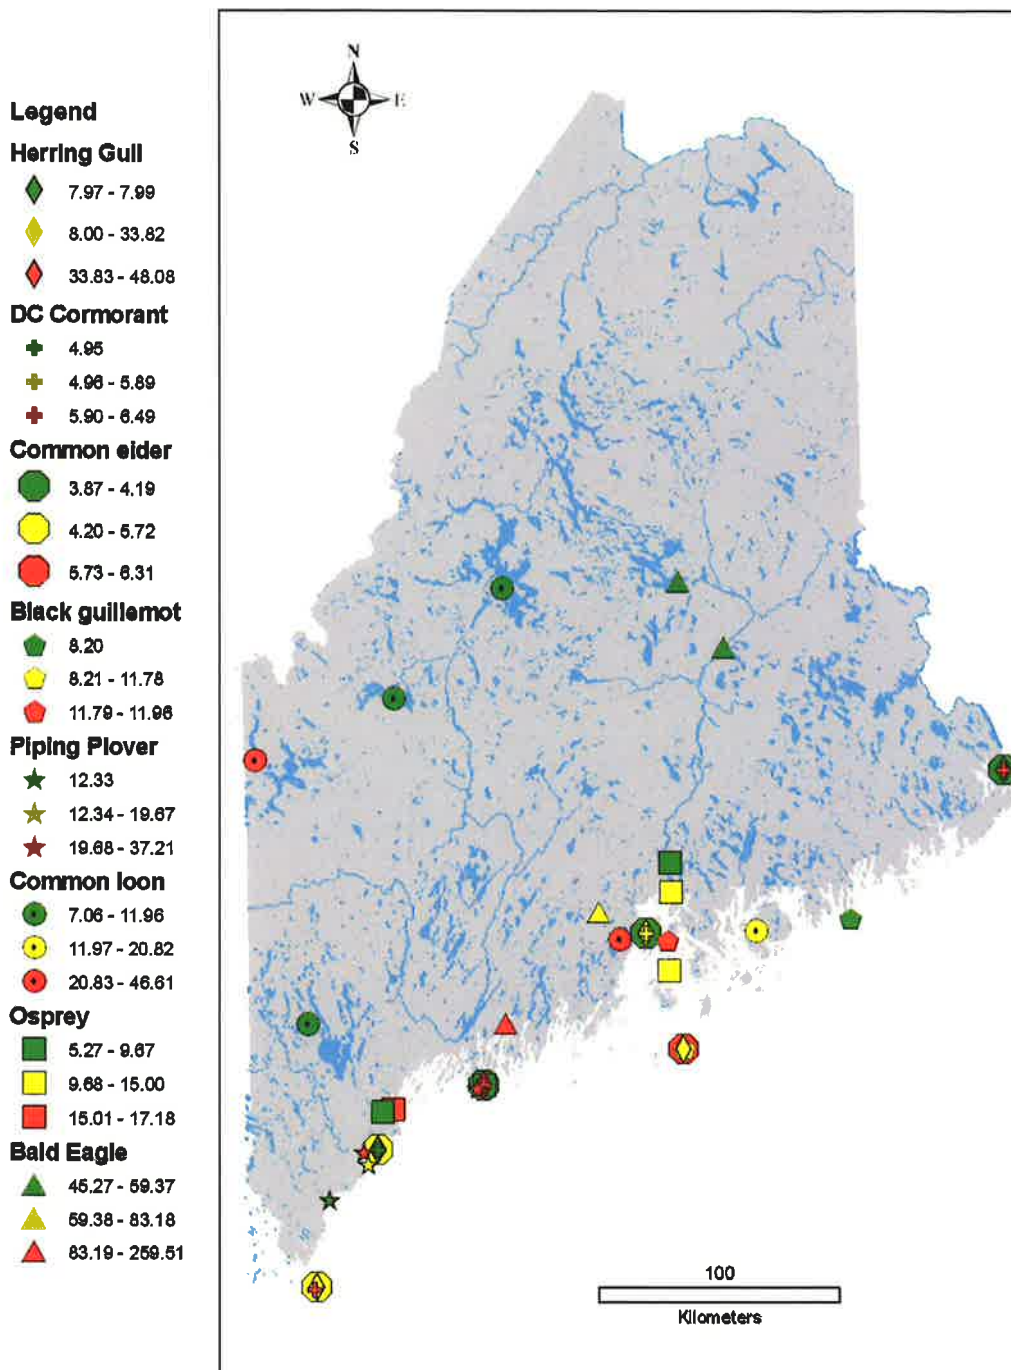 N
W E
S
Legend
Herring Gull
7.97 - 7.99
8.00 - 33.82
33.83 - 48.08
DC Cormorant
4.95
4.96 - 5.89
5.90 - 6.49
Common eider
3.87 - 4.19
4.20 - 5.72
5.73 - 6.31
Black guillemot
8.20
8.21 - 11.78
11.79 - 11.96
Piping Plover
12.33
12.34 - 19.67
19.68 - 37.21
Common loon
7.06 - 11.96
11.97 - 20.82
20.83 - 46.61
Osprey
5.27 - 9.67
9.68 - 15.00
15.01 - 17.18
Bald Eagle
45.27 - 59.37
59.38 - 83.18
83.19 - 259.51
100
Kilometers